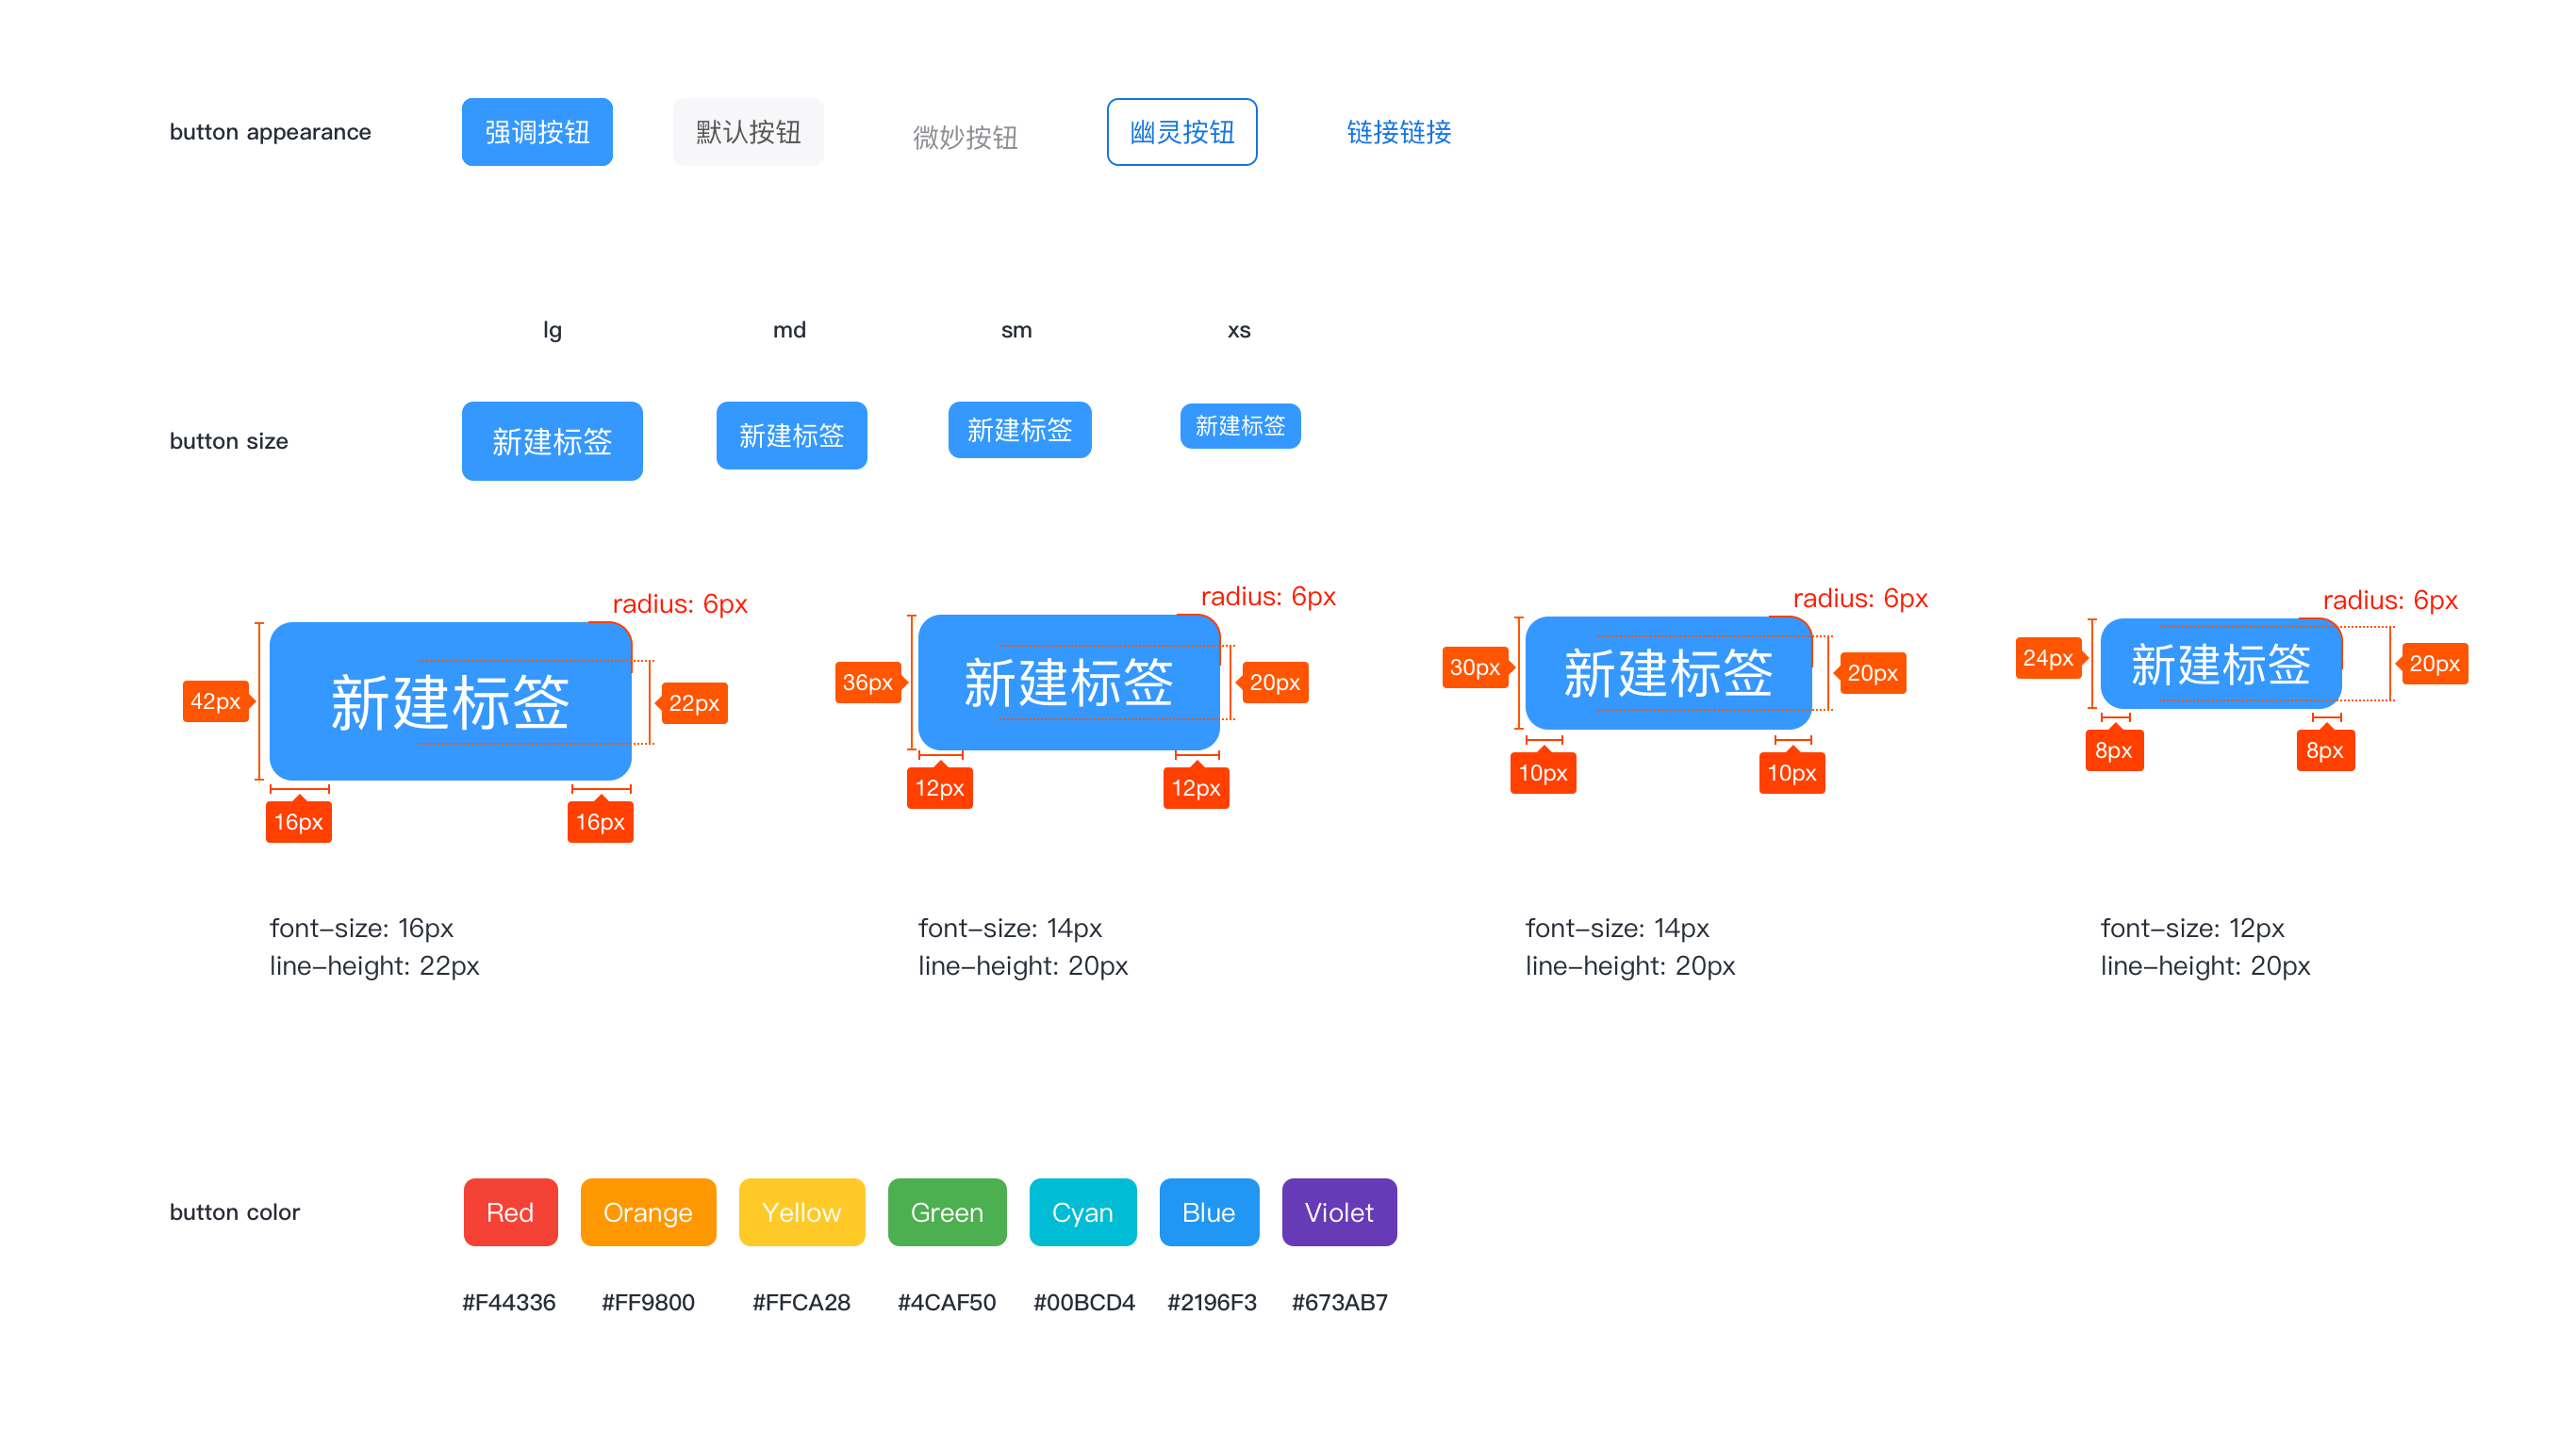 button appearance
强调按钮
默认按钮
微妙按钮
幽灵按钮
链接链接
lg
md
sm
xs
button size
新建标签
新建标签
新建标签
新建标签
radius: 6px
42px
新建标签
22px
16px
16px
radius: 6px
36px
新建标签
20px
12px
12px
radius: 6px
30px
新建标签
20px
10px
10px
radius: 6px
24px
新建标签
20px
8px
8px
font-size: 16px
line-height: 22px
font-size: 14px
line-height: 20px
font-size: 14px
line-height: 20px
font-size: 12px
line-height: 20px
button color
Red
Orange
Yellow
Green
Cyan
Blue
Violet
#F44336
#FF9800
#FFCA28
#4CAF50
#00BCD4
#2196F3
#673AB7